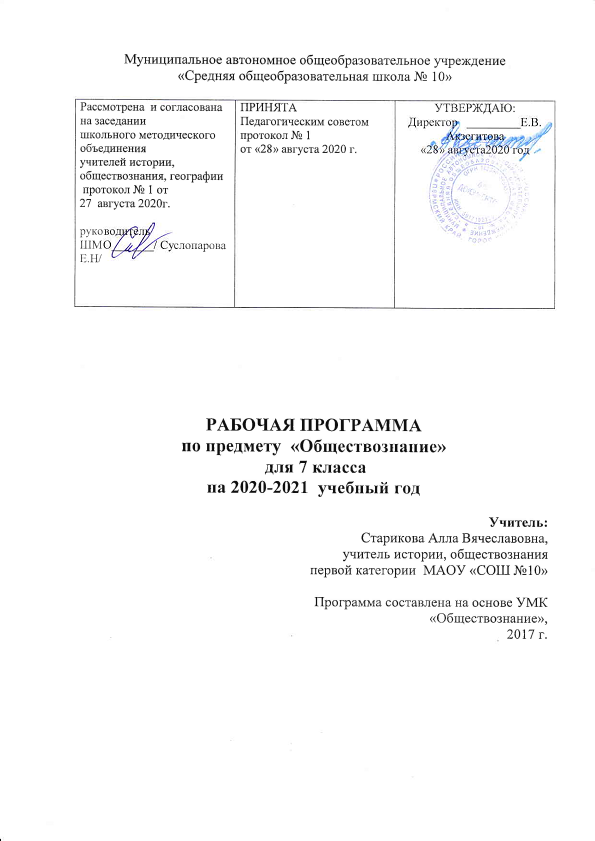 Муниципальное автономное общеобразовательное учреждение
«Средняя общеобразовательная школа № 10»
Рассмотрена и согласована
на заседании
школьного методического
объединения
учителей истории,
обществознания, географии
протокол № 1 от
27 августа 2020г.
руководитель
ШМО_______/ Суслопарова
Е.Н/
ПРИНЯТА
Педагогическим советом
протокол № 1
от «28» августа 2020 г.
УТВЕРЖДАЮ:
Директор __________ Е.В.
«28» августа2020 год
РАБОЧАЯ ПРОГРАММА
по предмету «Обществознание»
для 7 класса
на 2020-2021 учебный год
Учитель:
Старикова Алла Вячеславовна,
учитель истории, обществознания
первой категории МАОУ «СОШ №10»
Программа составлена на основе УМК
«Обществознание»,
2017 г.